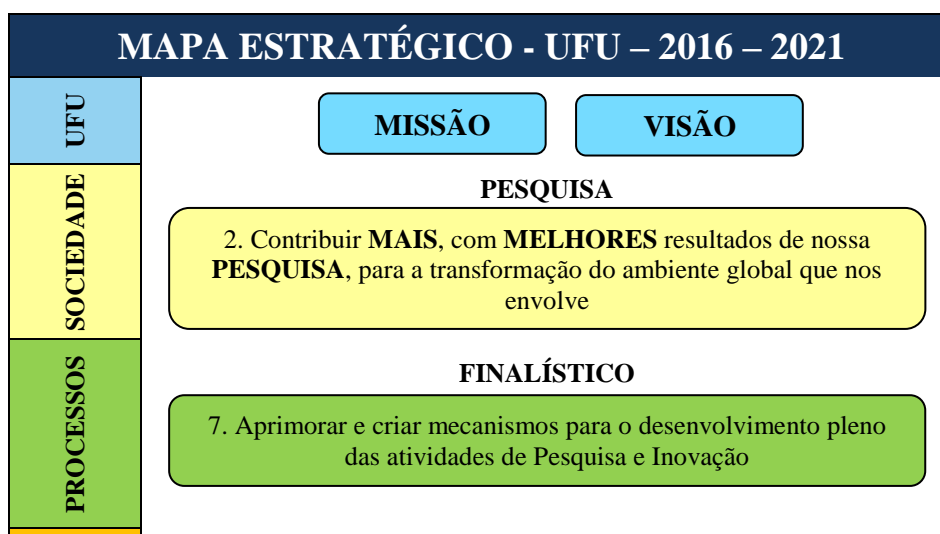 MAPA ESTRATÉGICO - UFU – 2016 – 2021
UFU
MISSÃO
VISÃO
SOCIEDADE
PESQUISA
2. Contribuir MAIS, com MELHORES resultados de nossa
PESQUISA, para a transformação do ambiente global que nos
envolve
PROCESSOS
FINALÍSTICO
7. Aprimorar e criar mecanismos para o desenvolvimento pleno
das atividades de Pesquisa e Inovação